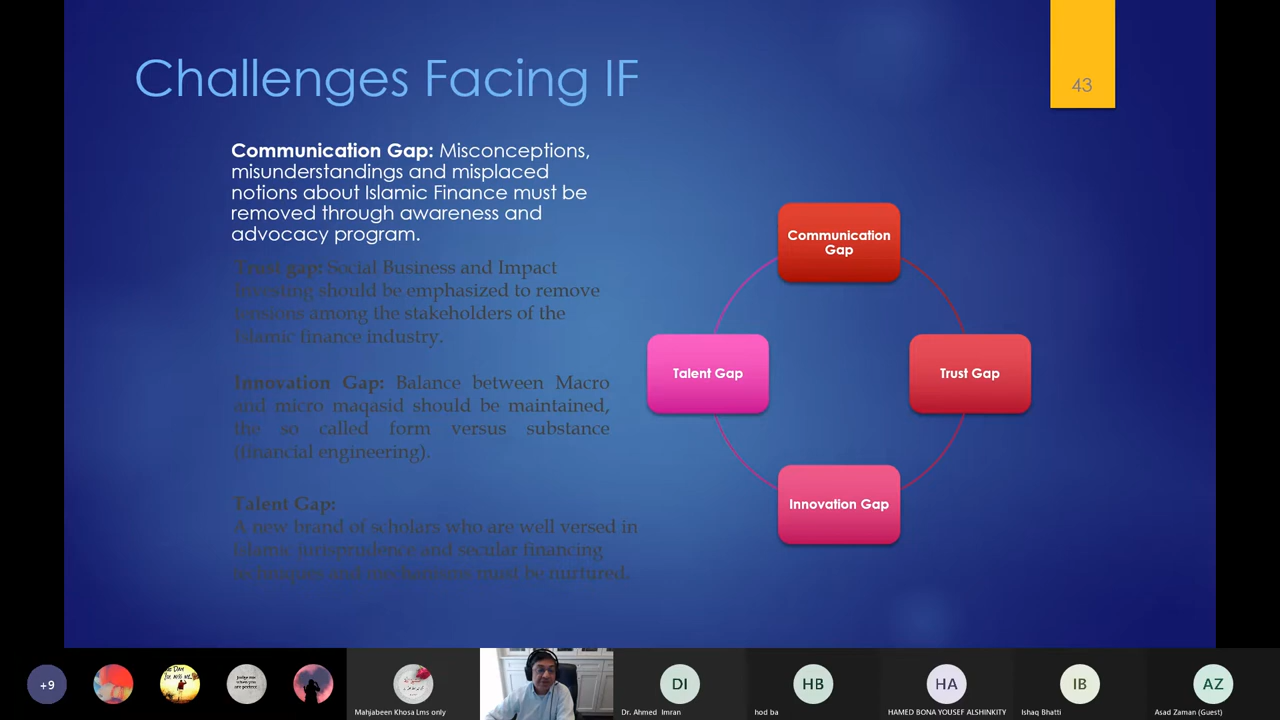 Challenges Facing IF
43
Communication Gap: Misconceptions,
misunderstandings and misplaced
notions about Islamic Finance must be
removed through awareness and
advocacy program.
Trust gap: Social Business and Impact
Investing should be emphasized to remove
tensions among the stakeholders of the
Islamic finance industry.
Innovation Gap: Balance between Macro
and micro maqasid should be maintained,
the so called form versus substance
(financial engineering).
Talent Gap:
A new brand of scholars who are well versed in
Islamic jurisprudence and secular financing
techniques and mechanisms must be nurtured.
Communication
Gap
Trust Gap
Innovation Gap
Talent Gap
+9
Mahjabeen Khosa Lms only
DI
Dr. Ahmed Imran
HB
hod ba
HA
HAMED BONA YOUSEF ALSHINKITY
IB
Ishaq Bhatti
AZ
Asad Zaman (Guest)